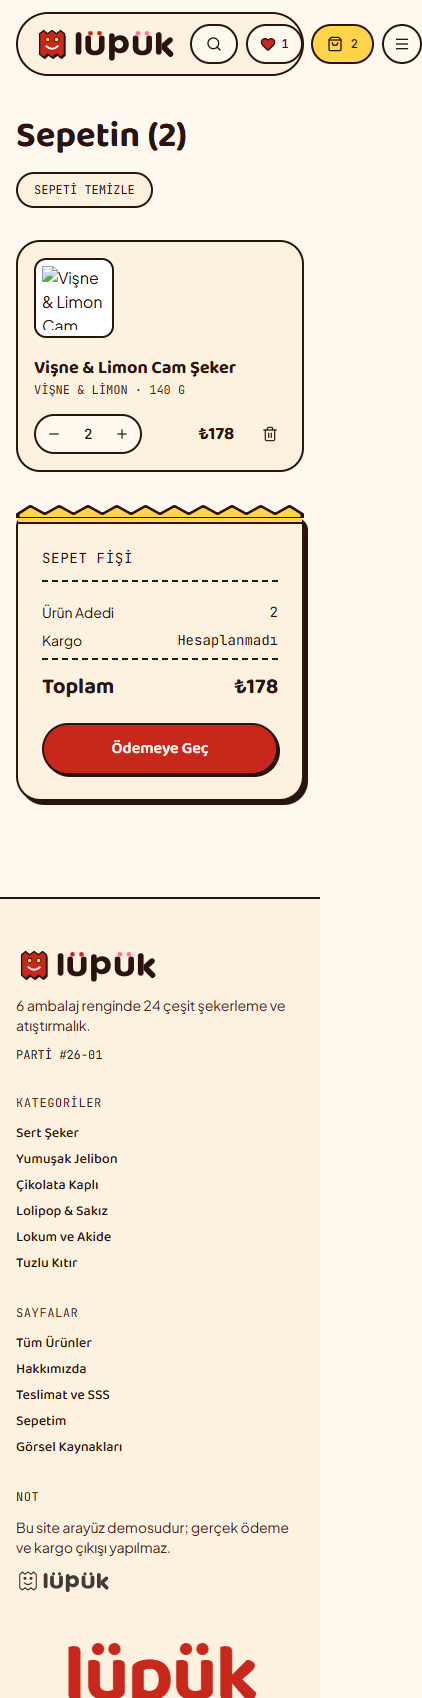 lüpük
1
2
Sepetin (2)
SEPETİ TEMİZLE
Vişne
& Limon
Cam
Vişne & Limon Cam Şeker
VİŞNE & LİMON · 140 G
2
₺178
SEPET FİŞİ
Ürün Adedi 2
Kargo Hesaplanmadı
Toplam ₺178
Ödemeye Geç
lüpük
6 ambalaj renginde 24 çeşit şekerleme ve
atıştırmalık.
PARTİ #26-01
KATEGORİLER
Sert Şeker
Yumuşak Jelibon
Çikolata Kaplı
Lolipop & Sakız
Lokum ve Akide
Tuzlu Kıtır
SAYFALAR
Tüm Ürünler
Hakkımızda
Teslimat ve SSS
Sepetim
Görsel Kaynakları
NOT
Bu site arayüz demosudur; gerçek ödeme
ve kargo çıkışı yapılmaz.
lüpük
lüpük